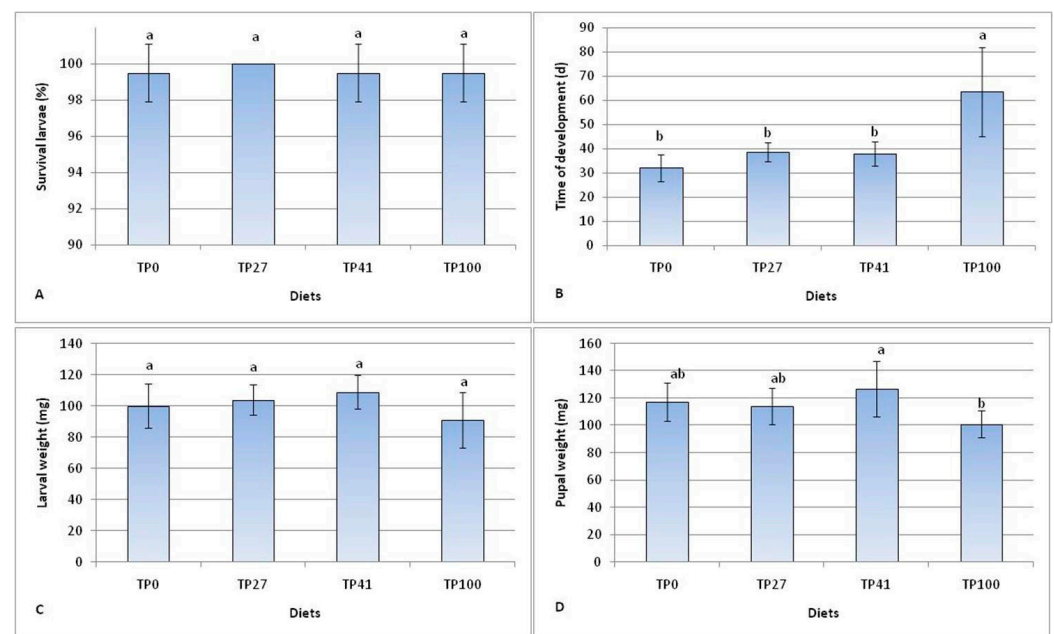 a a a a
100
98
96
94
92
90
Survival larvae (%)
TP0 TP27 TP41 TP100
A Diets
90
80
70
60
50
40
30
20
10
0
Time of development (d)
b b b a
TP0 TP27 TP41 TP100
B Diets
140
120
100
80
60
40
20
0
Larval weight (mg)
a a a a
TP0 TP27 TP41 TP100
C Diets
160
140
120
100
80
60
40
20
0
Pupal weight (mg)
ab ab a b
TP0 TP27 TP41 TP100
D Diets